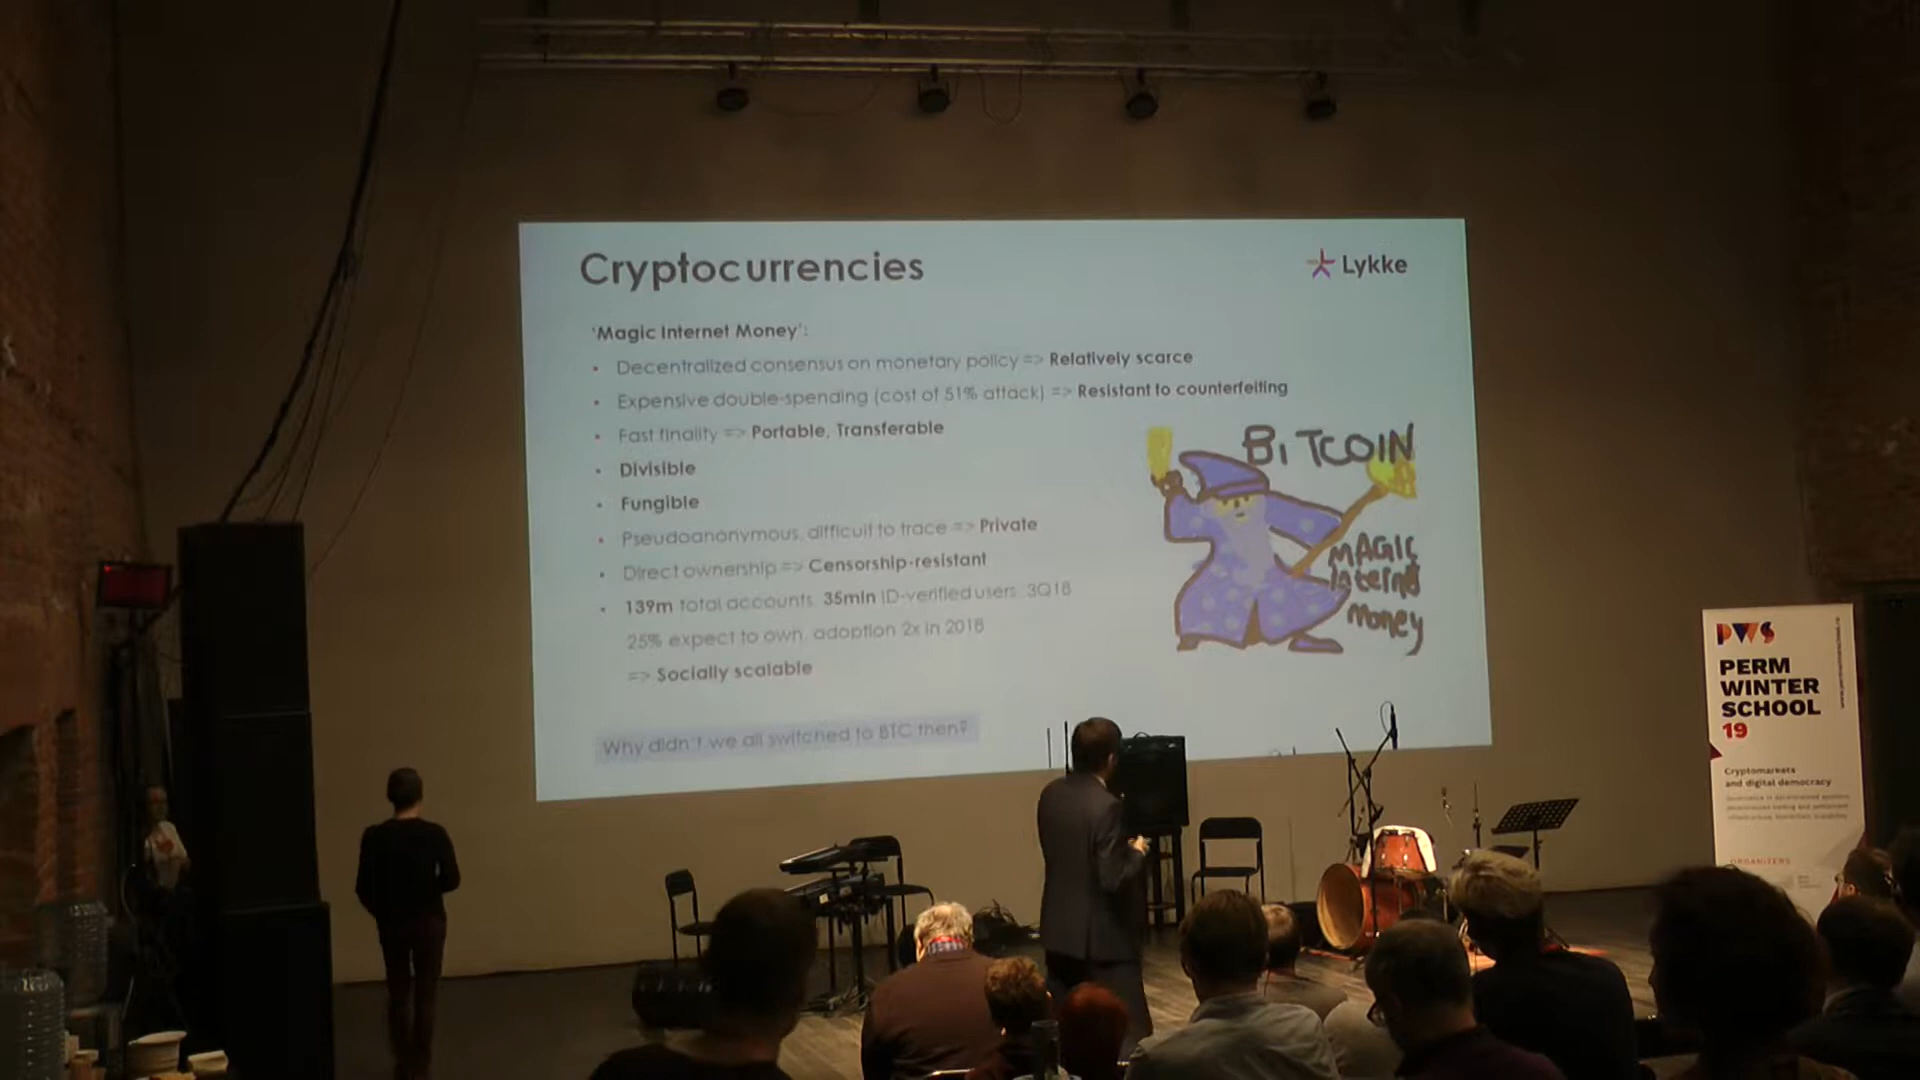 Cryptocurrencies
Lykke
'Magic Internet Money':
• Decentralized consensus on monetary policy => Relatively scarce
• Expensive double-spending (cost of 51% attack) => Resistant to counterfeiting
• Fast finality => Portable, Transferable
• Divisible
• Fungible
• Pseudoanonymous, difficult to trace => Private
• Direct ownership => Censorship-resistant
• 139m total accounts, 35mln ID-verified users, 3Q18
25% expect to own, adoption 2x in 2018
=> Socially scalable
Why didn't we all switched to BTC then?
BITCOIN
MAGIC
Internet
Money
PWS
PERM
WINTER
SCHOOL
19
Cryptomarkets
and digital democracy
ORGANIZERS